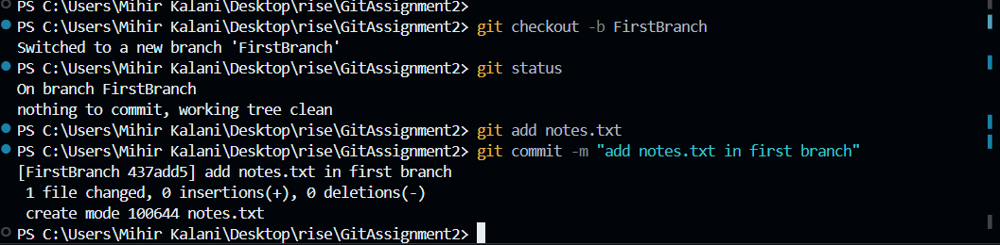 PS C:\Users\Mihir Kalani\Desktop\rise\GitAssignment2>
PS C:\Users\Mihir Kalani\Desktop\rise\GitAssignment2> git checkout -b FirstBranch
Switched to a new branch 'FirstBranch'
PS C:\Users\Mihir Kalani\Desktop\rise\GitAssignment2> git status
On branch FirstBranch
nothing to commit, working tree clean
PS C:\Users\Mihir Kalani\Desktop\rise\GitAssignment2> git add notes.txt
PS C:\Users\Mihir Kalani\Desktop\rise\GitAssignment2> git commit -m "add notes.txt in first branch"
[FirstBranch 437add5] add notes.txt in first branch
 1 file changed, 0 insertions(+), 0 deletions(-)
 create mode 100644 notes.txt
PS C:\Users\Mihir Kalani\Desktop\rise\GitAssignment2>